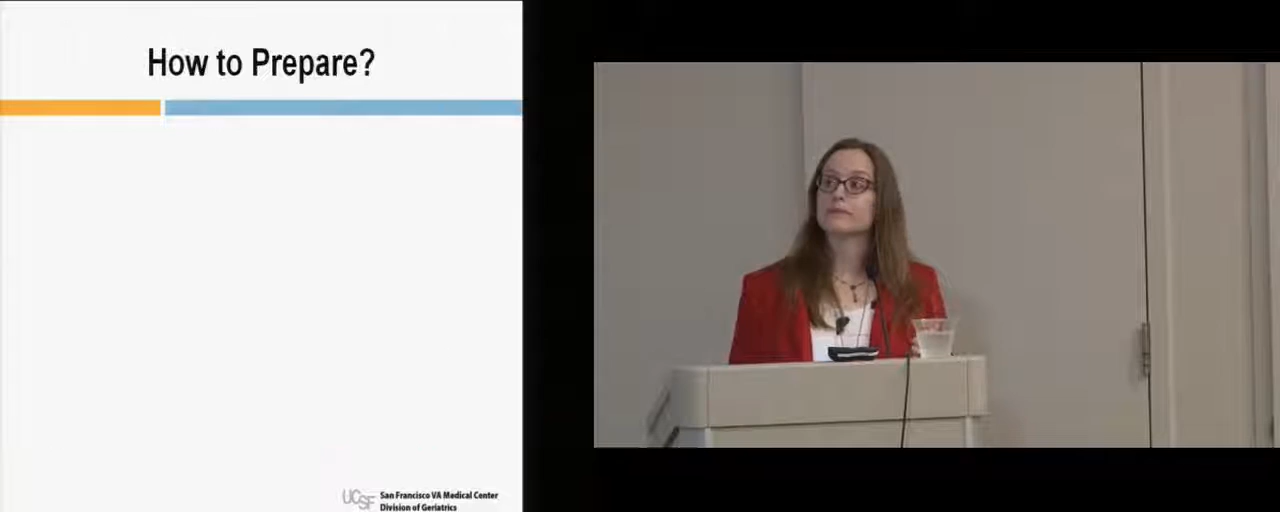 How to Prepare?
UCSF
San Francisco VA Medical Center
Division of Geriatrics